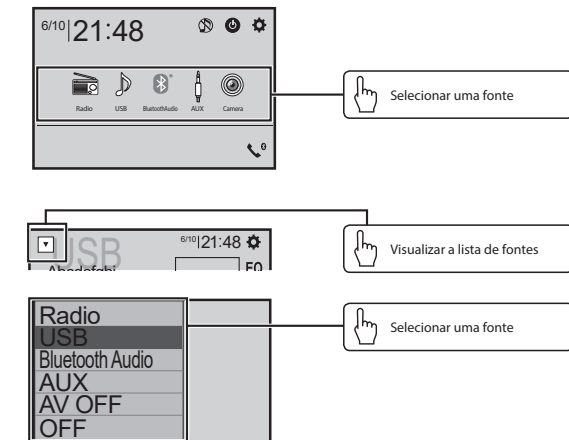 6/10 21:48
Radio USB BluetoothAudio AUX Camera
Selecionar uma fonte
USB 6/10 21:48
Abcdefghi EQ
Visualizar a lista de fontes
Radio
USB
Bluetooth Audio
AUX
AV OFF
OFF
Selecionar uma fonte